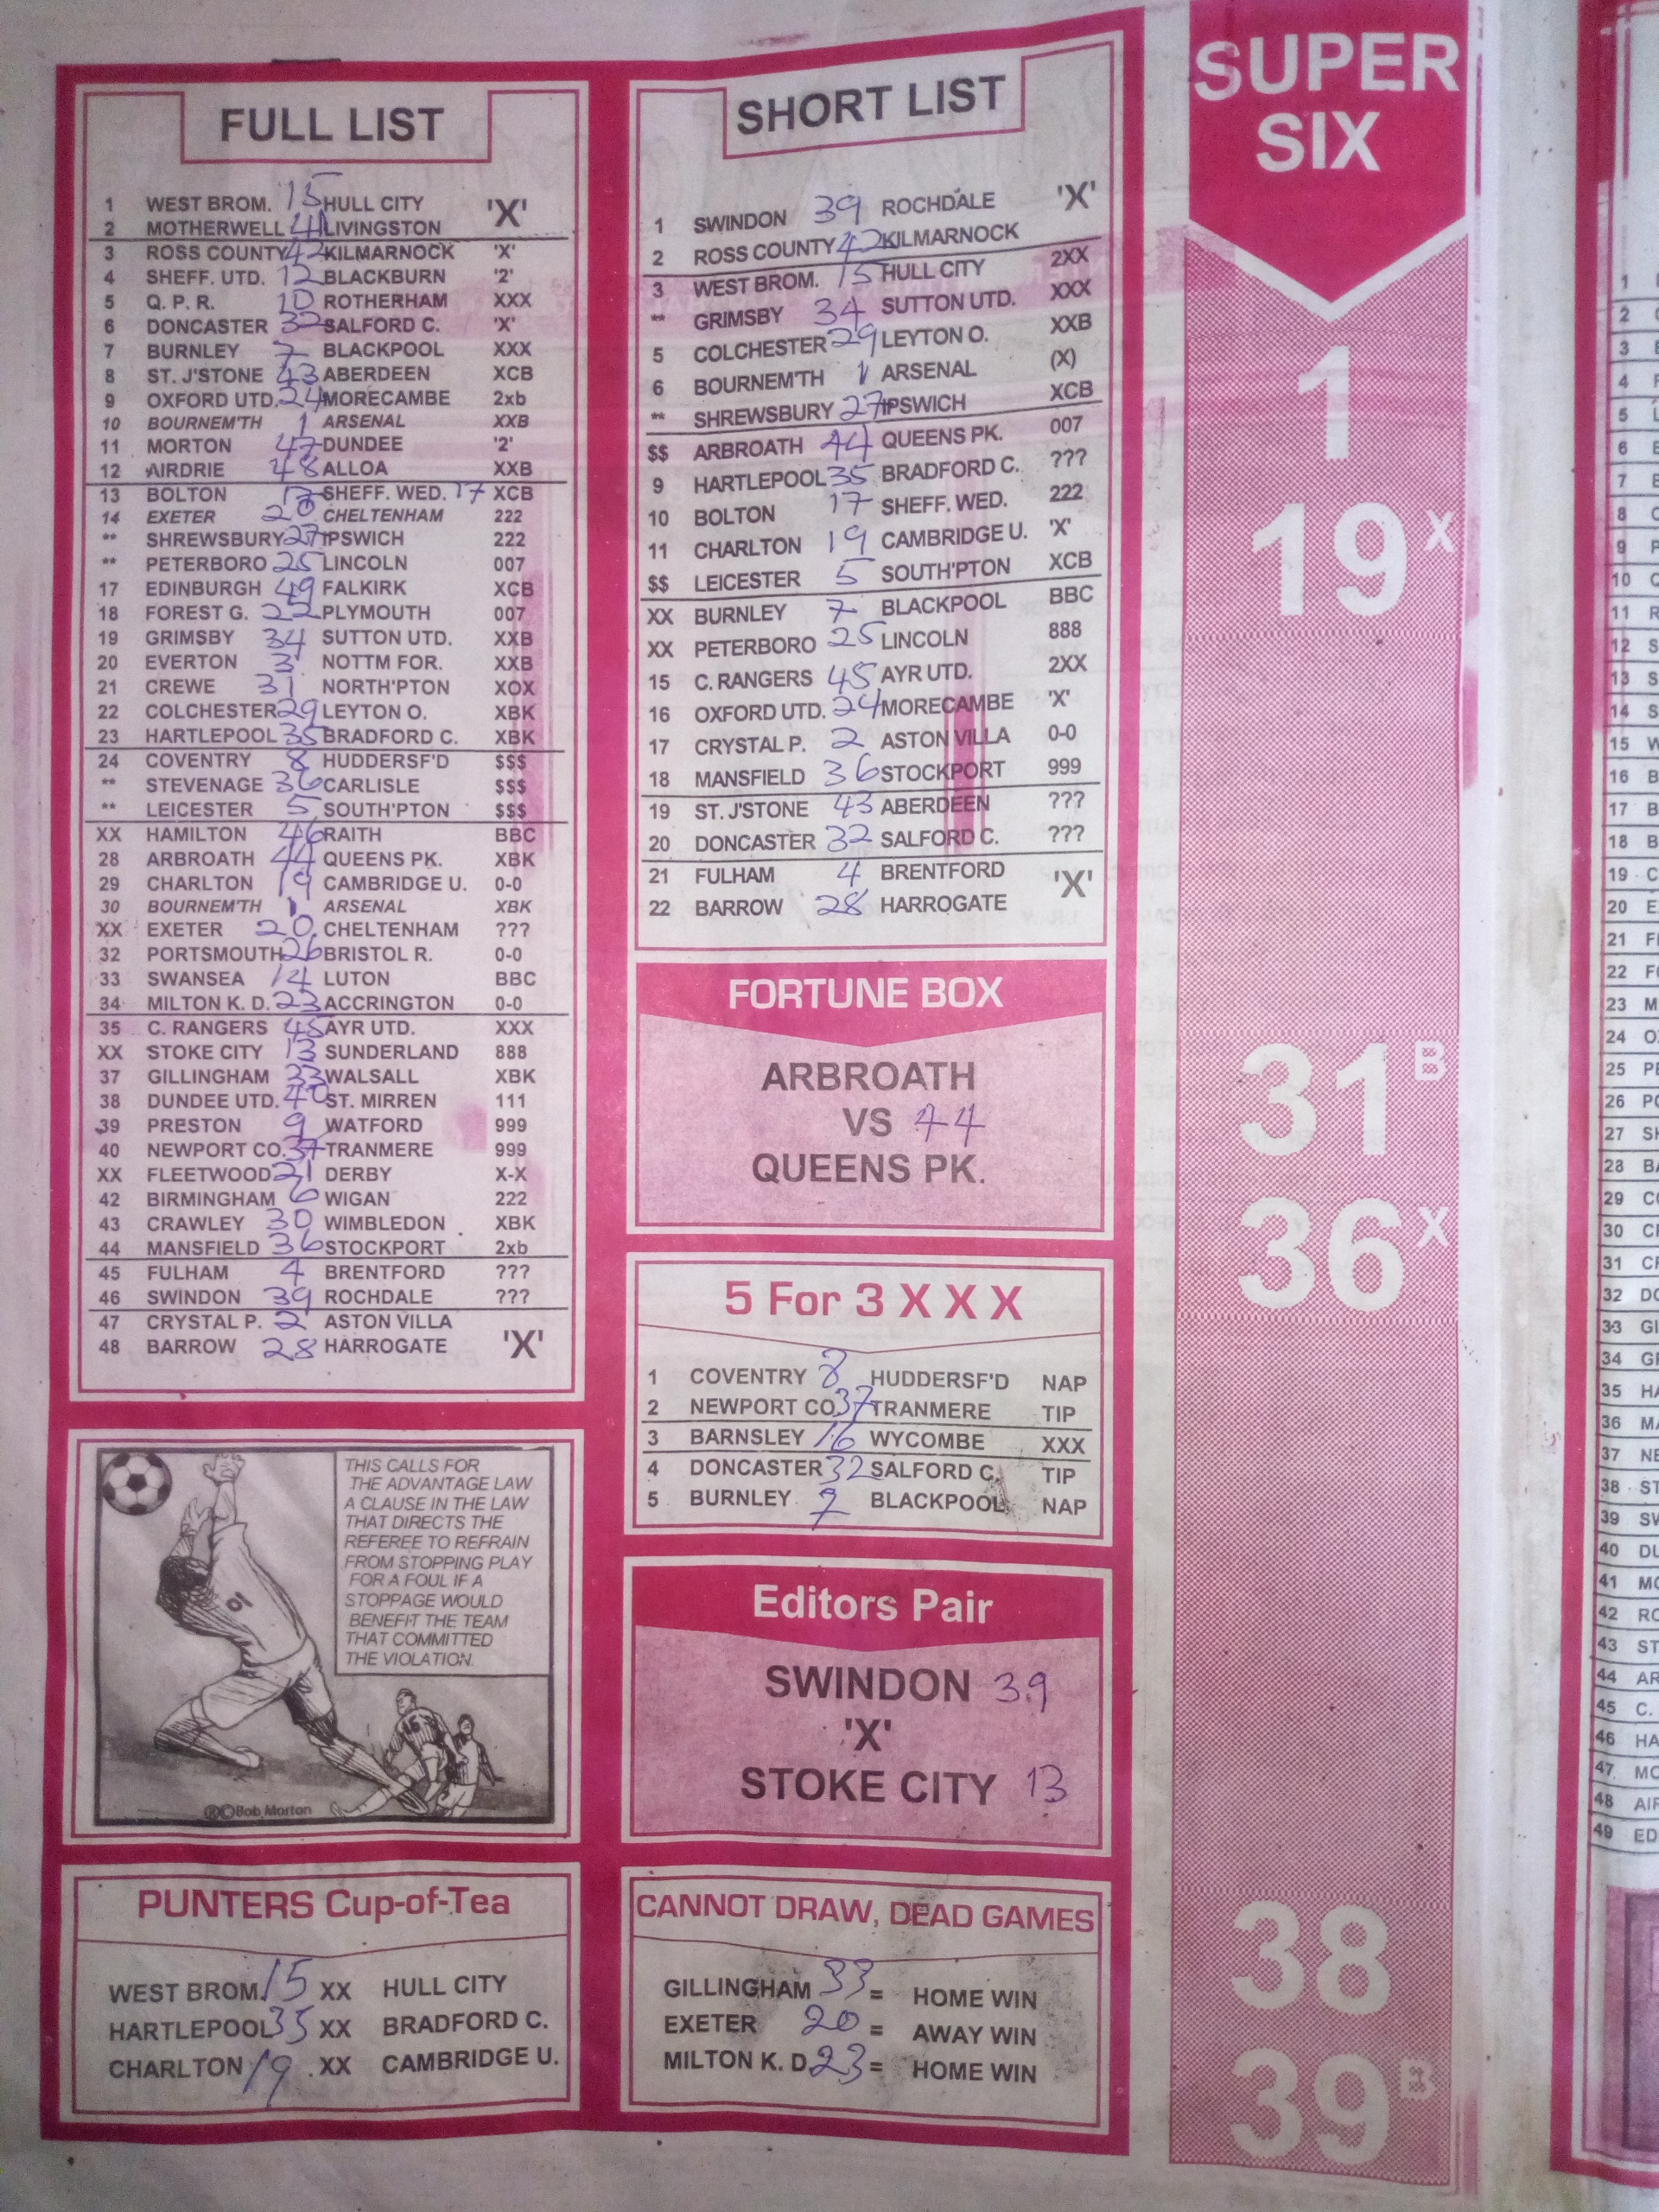 FULL LIST
1 WEST BROM. 15 HULL CITY 'X'
2 MOTHERWELL 41 LIVINGSTON
3 ROSS COUNTY 42 KILMARNOCK 'X'
4 SHEFF. UTD. 12 BLACKBURN '2'
5 Q. P. R. 10 ROTHERHAM XXX
6 DONCASTER 32 SALFORD C. 'X'
7 BURNLEY 7 BLACKPOOL XXX
8 ST. J'STONE 43 ABERDEEN XCB
9 OXFORD UTD. 24 MORECAMBE 2xb
10 BOURNEM'TH 1 ARSENAL XXB
11 MORTON 47 DUNDEE '2'
12 AIRDRIE 48 ALLOA XXB
13 BOLTON SHEFF. WED. 17 XCB
14 EXETER 20 CHELTENHAM 222
** SHREWSBURY 27 IPSWICH 222
** PETERBORO 25 LINCOLN 007
17 EDINBURGH 49 FALKIRK XCB
18 FOREST G. 22 PLYMOUTH 007
19 GRIMSBY 34 SUTTON UTD. XXB
20 EVERTON 3 NOTTM FOR. XXB
21 CREWE 31 NORTH'PTON XOX
22 COLCHESTER 29 LEYTON O. XBK
23 HARTLEPOOL 35 BRADFORD C. XBK
24 COVENTRY 8 HUDDERSF'D $$$
** STEVENAGE 36 CARLISLE $$$
** LEICESTER 5 SOUTH'PTON $$$
XX HAMILTON 46 RAITH BBC
28 ARBROATH 44 QUEENS PK. XBK
29 CHARLTON 19 CAMBRIDGE U. 0-0
30 BOURNEM'TH 1 ARSENAL XBK
XX EXETER 20 CHELTENHAM ???
32 PORTSMOUTH 26 BRISTOL R. 0-0
33 SWANSEA 14 LUTON BBC
34 MILTON K. D. 23 ACCRINGTON 0-0
35 C. RANGERS 45 AYR UTD. XXX
XX STOKE CITY 13 SUNDERLAND 888
37 GILLINGHAM 33 WALSALL XBK
38 DUNDEE UTD. 40 ST. MIRREN 111
39 PRESTON 9 WATFORD 999
40 NEWPORT CO. 37 TRANMERE 999
XX FLEETWOOD 21 DERBY X-X
42 BIRMINGHAM 6 WIGAN 222
43 CRAWLEY 30 WIMBLEDON XBK
44 MANSFIELD 36 STOCKPORT 2xb
45 FULHAM 4 BRENTFORD ???
46 SWINDON 39 ROCHDALE ???
47 CRYSTAL P. 2 ASTON VILLA
48 BARROW 28 HARROGATE 'X'
THIS CALLS FOR
THE ADVANTAGE LAW
A CLAUSE IN THE LAW
THAT DIRECTS THE
REFEREE TO REFRAIN
FROM STOPPING PLAY
FOR A FOUL IF A
STOPPAGE WOULD
BENEFIT THE TEAM
THAT COMMITTED
THE VIOLATION.
®©Bob Morton
PUNTERS Cup-of-Tea
WEST BROM. 15 XX HULL CITY
HARTLEPOOL 35 XX BRADFORD C.
CHARLTON 19 XX CAMBRIDGE U.
SHORT LIST
1 SWINDON 39 ROCHDALE 'X'
2 ROSS COUNTY 42 KILMARNOCK
3 WEST BROM. 15 HULL CITY 2XX
** GRIMSBY 34 SUTTON UTD. XXX
5 COLCHESTER 29 LEYTON O. XXB
6 BOURNEM'TH 1 ARSENAL (X)
** SHREWSBURY 27 IPSWICH XCB
$$ ARBROATH 44 QUEENS PK. 007
9 HARTLEPOOL 35 BRADFORD C. ???
10 BOLTON 17 SHEFF. WED. 222
11 CHARLTON 19 CAMBRIDGE U. 'X'
$$ LEICESTER 5 SOUTH'PTON XCB
XX BURNLEY 7 BLACKPOOL BBC
XX PETERBORO 25 LINCOLN 888
15 C. RANGERS 45 AYR UTD. 2XX
16 OXFORD UTD. 24 MORECAMBE 'X'
17 CRYSTAL P. 2 ASTON VILLA 0-0
18 MANSFIELD 36 STOCKPORT 999
19 ST. J'STONE 43 ABERDEEN ???
20 DONCASTER 32 SALFORD C. ???
21 FULHAM 4 BRENTFORD 'X'
22 BARROW 28 HARROGATE
FORTUNE BOX
ARBROATH
VS 44
QUEENS PK.
5 For 3 X X X
1 COVENTRY 8 HUDDERSF'D NAP
2 NEWPORT CO. 37 TRANMERE TIP
3 BARNSLEY 16 WYCOMBE XXX
4 DONCASTER 32 SALFORD C. TIP
5 BURNLEY 7 BLACKPOOL NAP
Editors Pair
SWINDON 39
'X'
STOKE CITY 13
CANNOT DRAW, DEAD GAMES
GILLINGHAM 33 = HOME WIN
EXETER 20 = AWAY WIN
MILTON K. D. 23 = HOME WIN
SUPER
SIX
1
19 X
31 B
36 X
38
39 B